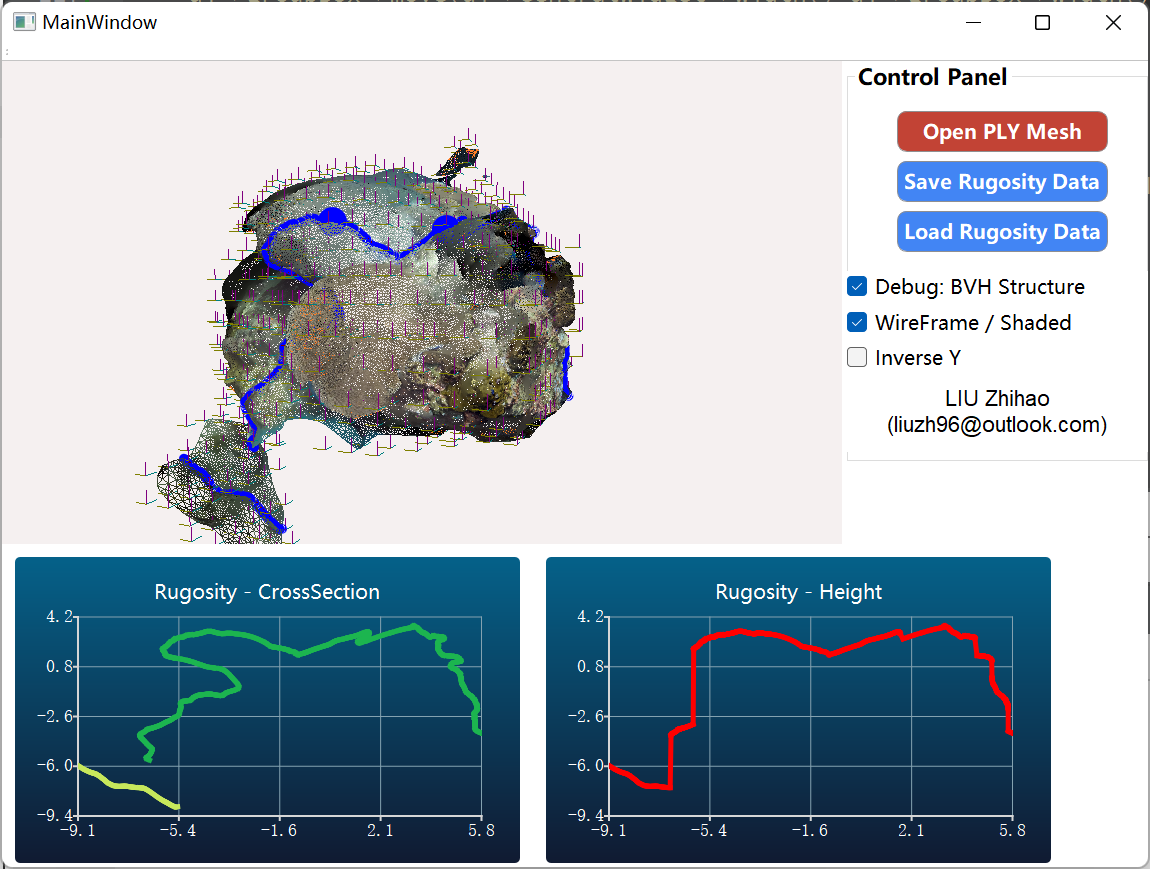 MainWindow
Control Panel
Open PLY Mesh
Save Rugosity Data
Load Rugosity Data
Debug: BVH Structure
WireFrame / Shaded
Inverse Y
LIU Zhihao
(liuzh96@outlook.com)
Rugosity - CrossSection
4.2
0.8
-2.6
-6.0
-9.4
-9.1 -5.4 -1.6 2.1 5.8
Rugosity - Height
4.2
0.8
-2.6
-6.0
-9.4
-9.1 -5.4 -1.6 2.1 5.8